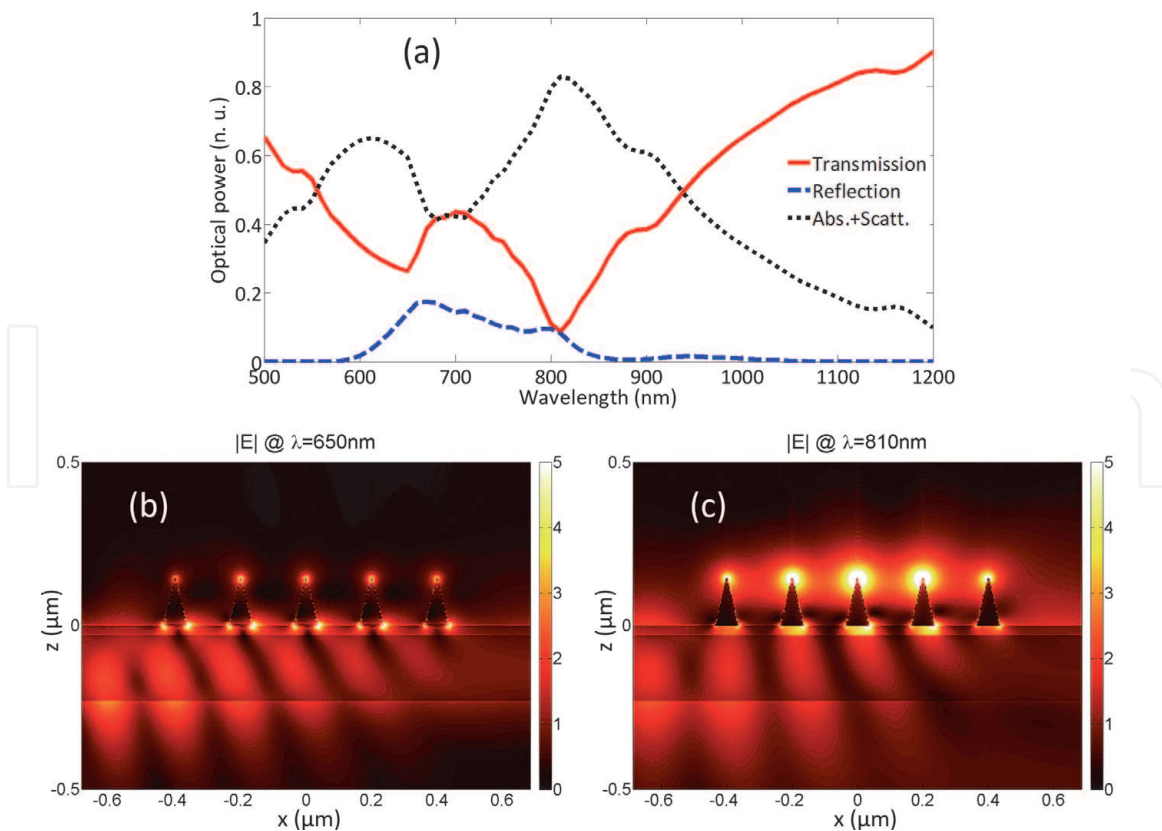 (a)
Optical power (n. u.)
1
0.8
0.6
0.4
0.2
0
Transmission
Reflection
Abs.+Scatt.
500 600 700 800 900 1000 1100 1200
Wavelength (nm)
|E| @ λ=650nm
(b)
z (μm)
0.5
0
-0.5
-0.6 -0.4 -0.2 0 0.2 0.4 0.6
x (μm)
5
4
3
2
1
0
|E| @ λ=810nm
(c)
z (μm)
0.5
0
-0.5
-0.6 -0.4 -0.2 0 0.2 0.4 0.6
x (μm)
5
4
3
2
1
0